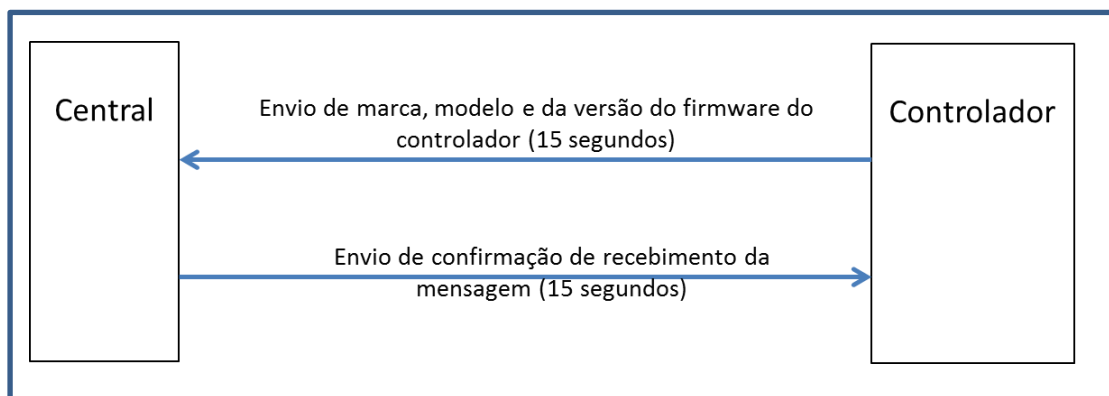 Central
Envio de marca, modelo e da versão do firmware do
controlador (15 segundos)
Controlador
Envio de confirmação de recebimento da
mensagem (15 segundos)